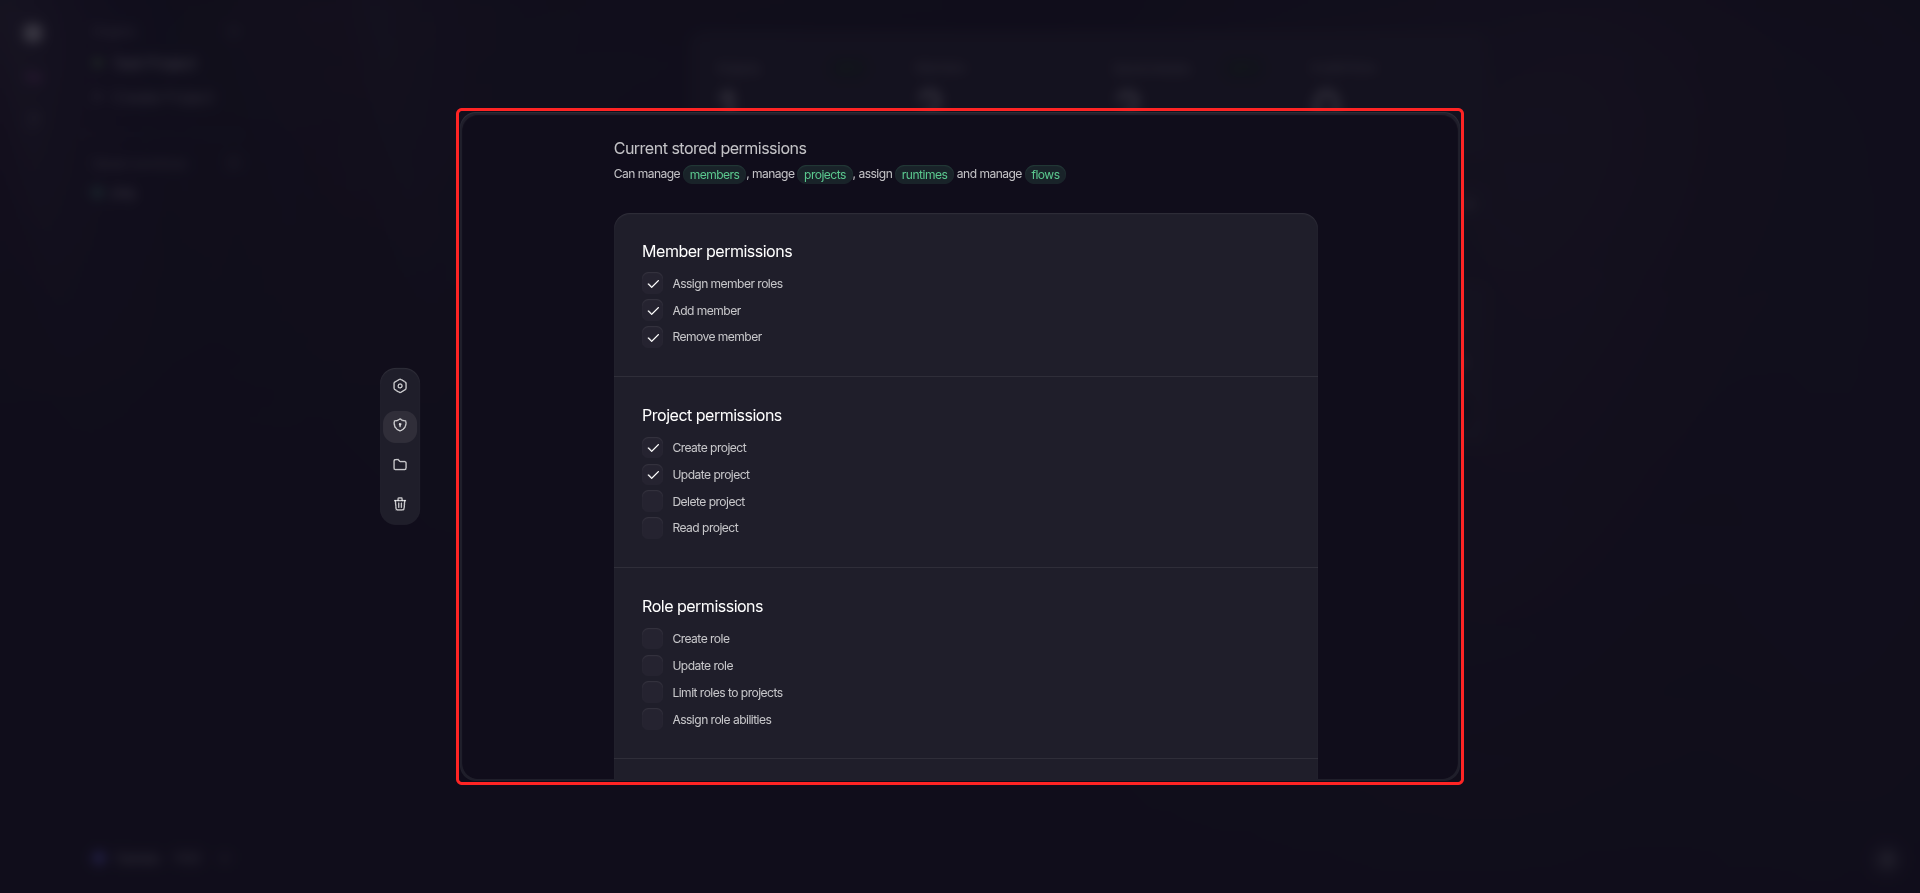 Current stored permissions
Can manage members, manage projects, assign runtimes and manage flows
Member permissions
Assign member roles
Add member
Remove member
Project permissions
Create project
Update project
Delete project
Read project
Role permissions
Create role
Update role
Limit roles to projects
Assign role abilities